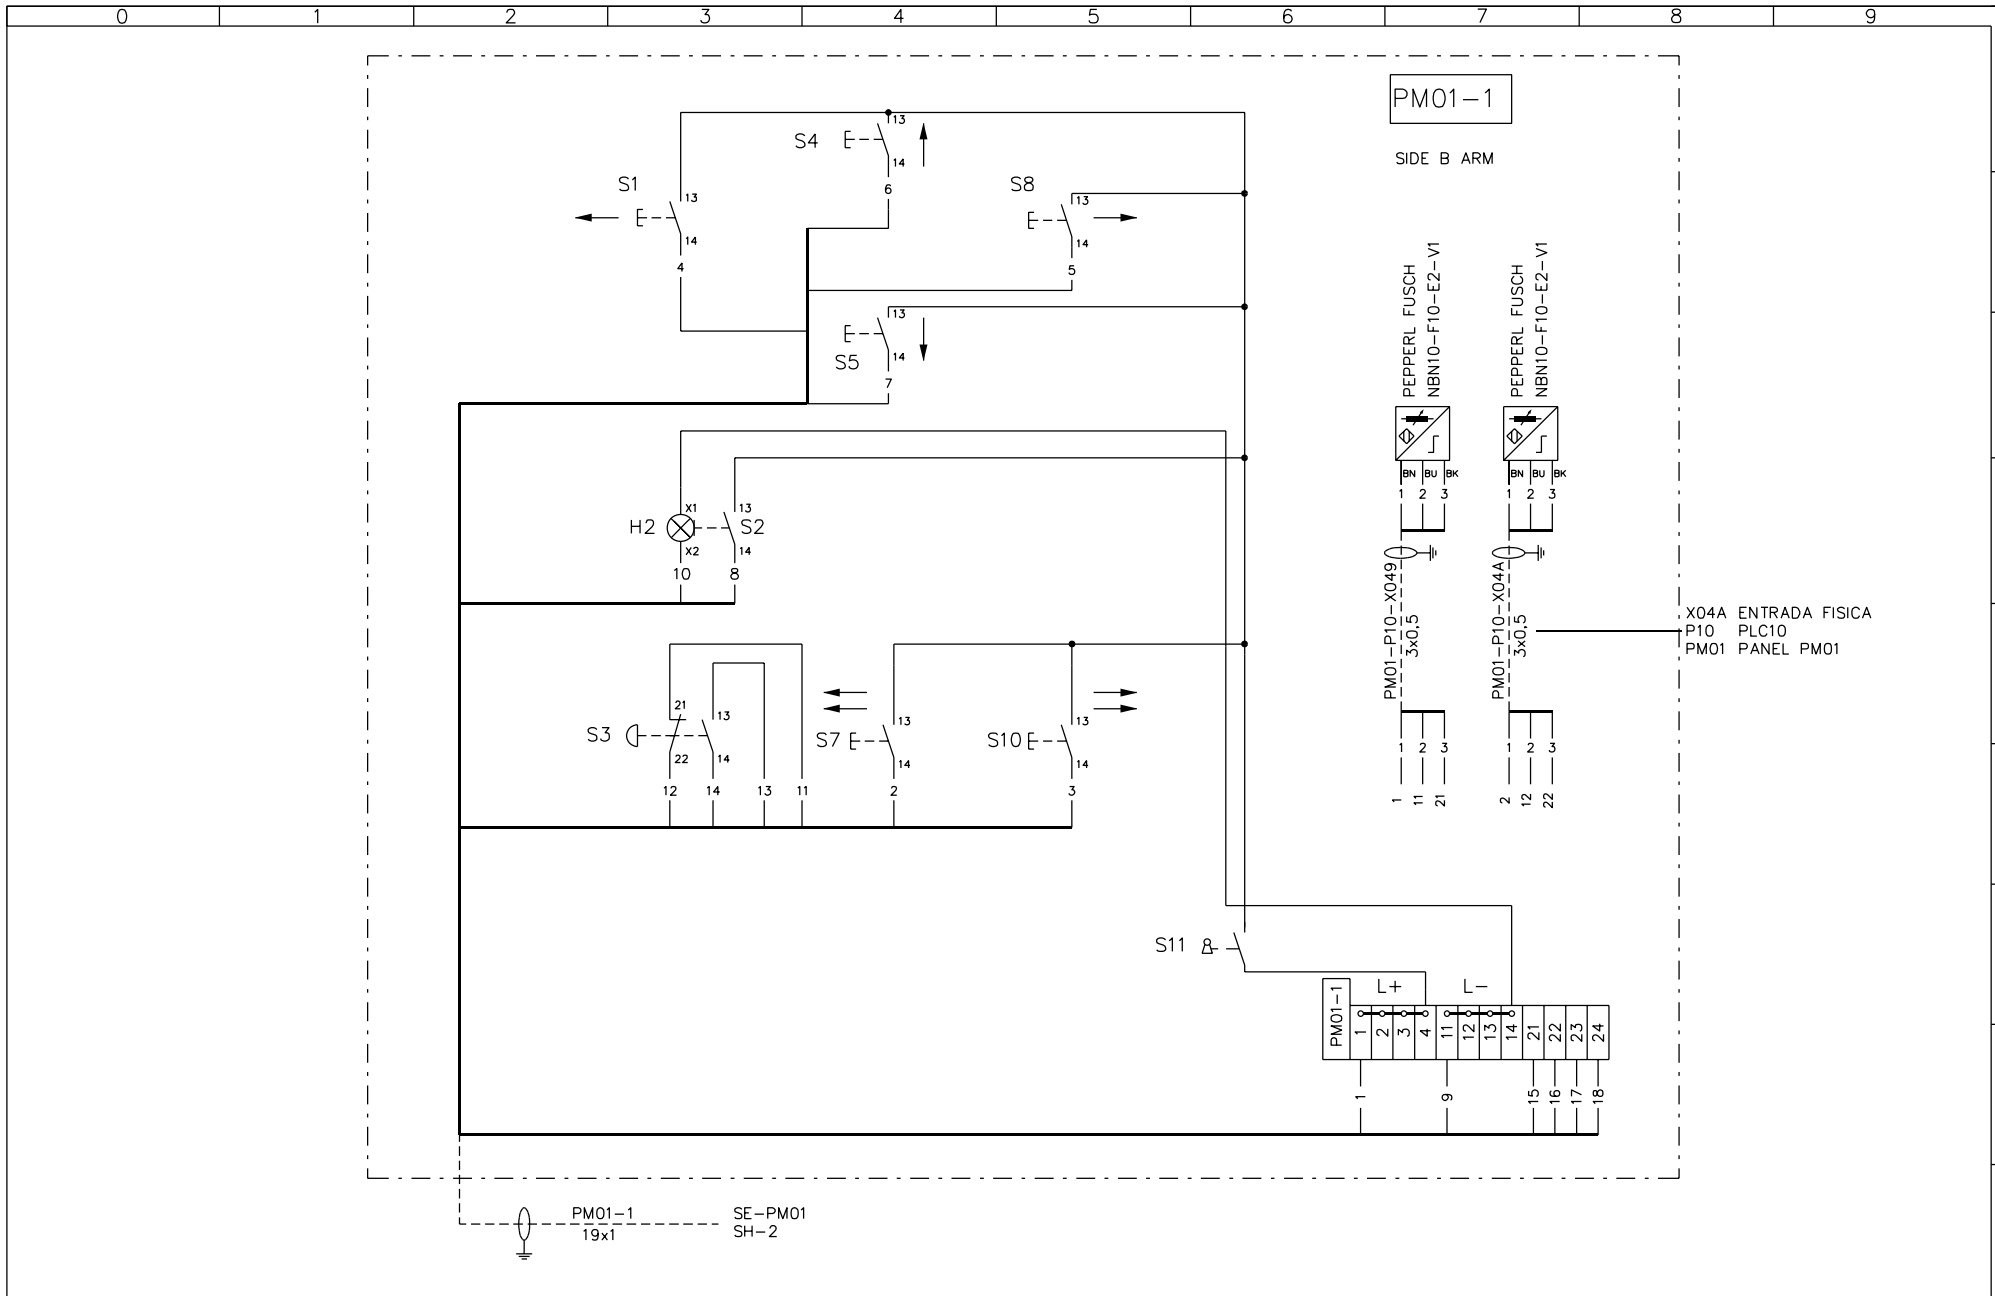 0 1 2 3 4 5 6 7 8 9
PM01-1
SIDE B ARM
S4
13
14
6
S1
13
14
4
S8
13
14
5
S5
13
14
7
PEPPERL FUSCH
NBN10-F10-E2-V1
PEPPERL FUSCH
NBN10-F10-E2-V1
BN BU BK
1 2 3
BN BU BK
1 2 3
H2
X1
X2
10
S2
13
14
8
PM01-P10-X049
3x0,5
PM01-P10-X04A
3x0,5
X04A ENTRADA FISICA
P10 PLC10
PM01 PANEL PM01
1 2 3
1 2 3
1 11 21
2 12 22
S3
21
22
13
14
12 14 13 11
S7
13
14
2
S10
13
14
3
S11
L+ L-
PM01-1
1 2 3 4 11 12 13 14 21 22 23 24
1 9 15 16 17 18
PM01-1
19x1
SE-PM01
SH-2